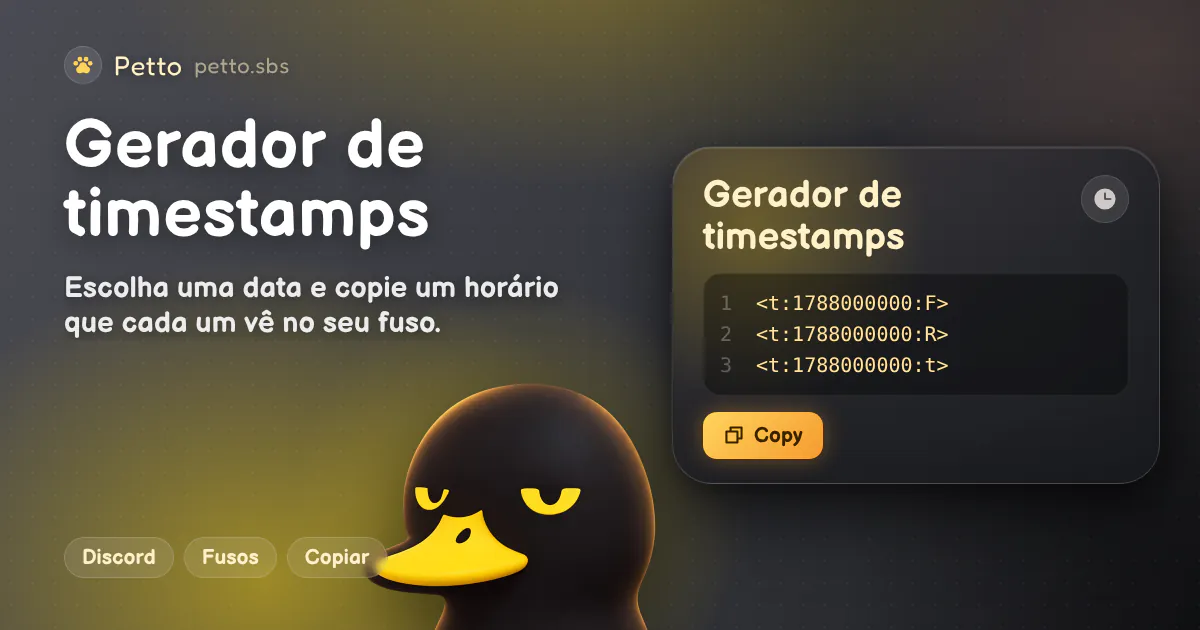 Petto petto.sbs
Gerador de
timestamps
Escolha uma data e copie um horário
que cada um vê no seu fuso.
Discord Fusos Copiar
Gerador de
timestamps
1 <t:1788000000:F>
2 <t:1788000000:R>
3 <t:1788000000:t>
Copy